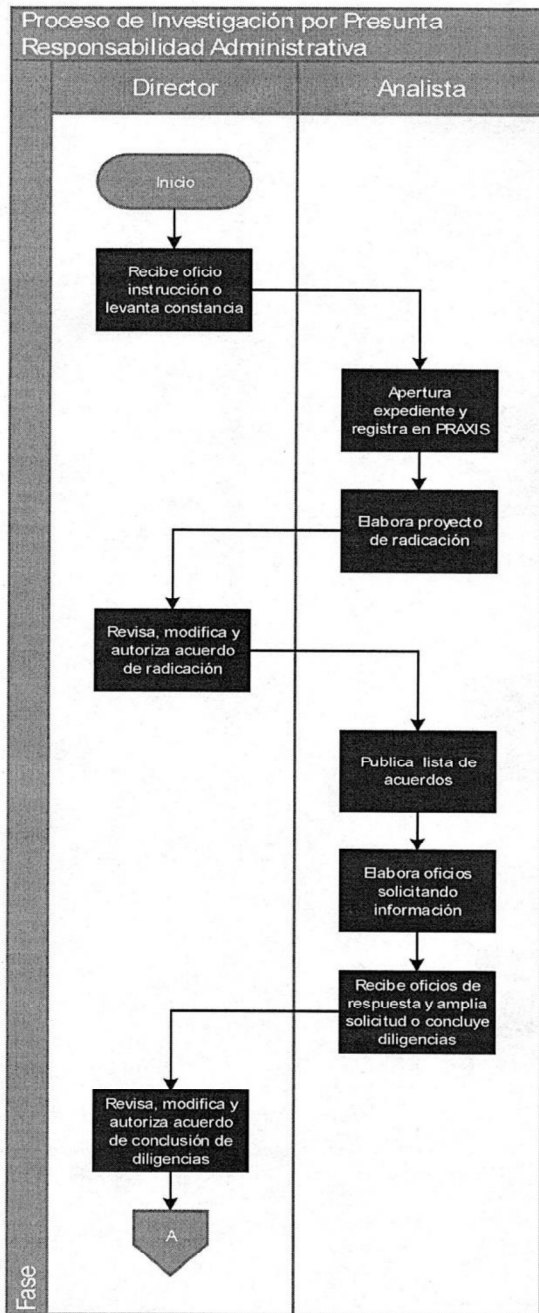 Proceso de Investigación por Presunta
Responsabilidad Administrativa
Director
Analista
Inicio
Recibe oficio
instrucción o
levanta constancia
Apertura
expediente y
registra en PRAXIS
Elabora proyecto
de radicación
Revisa, modifica y
autoriza acuerdo
de radicación
Publica lista de
acuerdos
Elabora oficios
solicitando
información
Recibe oficios de
respuesta y amplía
solicitud o concluye
diligencias
Revisa, modifica y
autoriza acuerdo
de conclusión de
diligencias
A
Fase